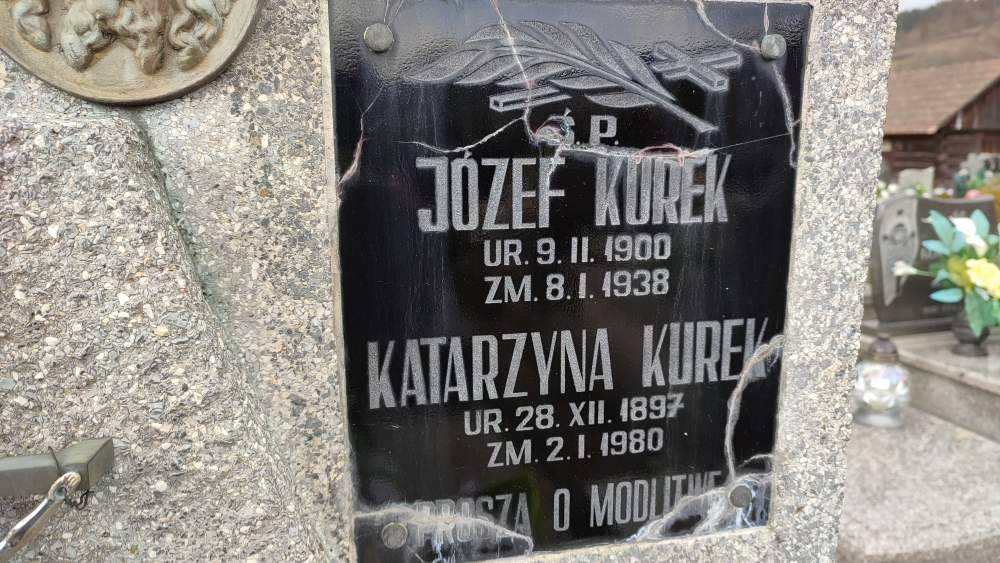 Ś.P.
JÓZEF KUREK
UR. 9. II. 1900
ZM. 8. I. 1938
KATARZYNA KUREK
UR. 28. XII. 1897
ZM. 2. I. 1980
PROSZĄ O MODLITWĘ